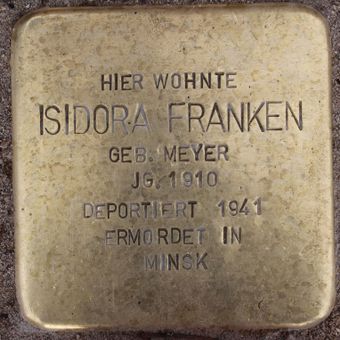 HIER WOHNTE
ISIDORA FRANKEN
GEB. MEYER
JG. 1910
DEPORTIERT 1941
ERMORDET IN
MINSK